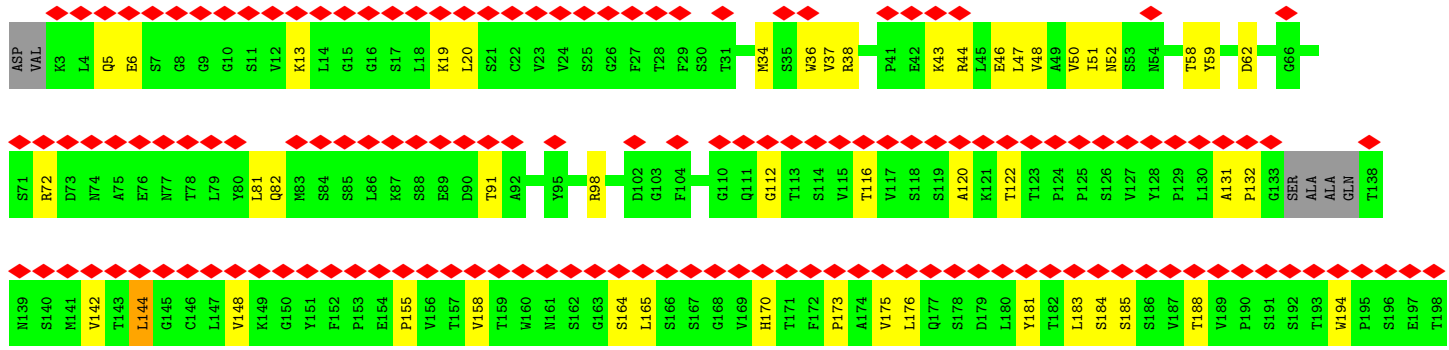 ASP VAL K3 L4 Q5 E6 S7 G8 G9 G10 S11 V12 K13 L14 G15 G16 S17 L18 K19 L20 S21 C22 V23 V24 S25 G26 F27 T28 F29 S30 T31 M34 S35 W36 V37 R38 P41 E42 K43 R44 L45 E46 L47 V48 A49 V50 I51 N52 S53 N54 T58 Y59 D62 G66
S71 R72 D73 N74 A75 E76 N77 T78 L79 Y80 L81 Q82 M83 S84 S85 L86 K87 S88 E89 D90 T91 A92 Y95 R98 D102 G103 F104 G110 Q111 G112 T113 S114 V115 T116 V117 S118 S119 A120 K121 T122 T123 P124 P125 S126 V127 Y128 P129 L130 A131 P132 G133 SER ALA ALA GLN T138
N139 S140 M141 V142 T143 L144 G145 C146 L147 V148 K149 G150 Y151 F152 P153 E154 P155 V156 T157 V158 T159 W160 N161 S162 G163 S164 L165 S166 S167 G168 V169 H170 T171 F172 P173 A174 V175 L176 Q177 S178 D179 L180 Y181 T182 L183 S184 S185 S186 V187 T188 V189 P190 S191 S192 T193 W194 P195 S196 E197 T198